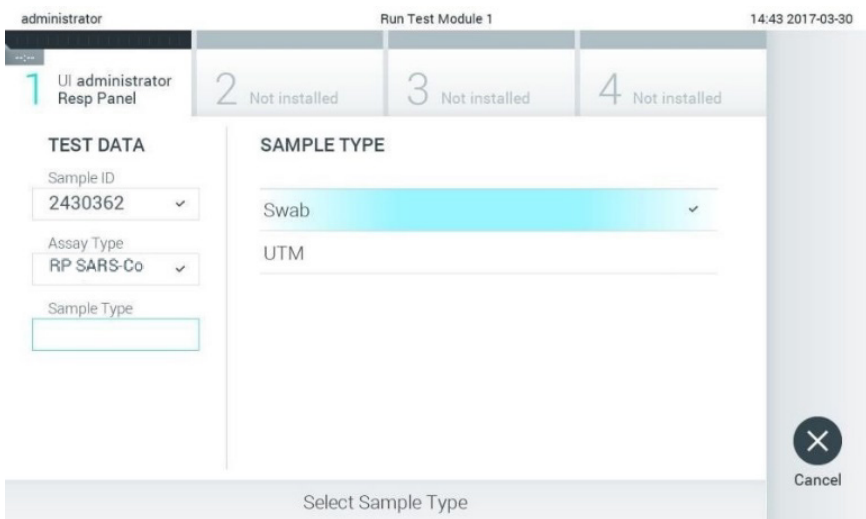 administrator
Run Test Module 1
14:43 2017-03-30
--:--
1
UI administrator
Resp Panel
2 Not installed
3 Not installed
4 Not installed
TEST DATA
Sample ID
2430362
Assay Type
RP SARS-Co
Sample Type
SAMPLE TYPE
Swab
UTM
Cancel
Select Sample Type